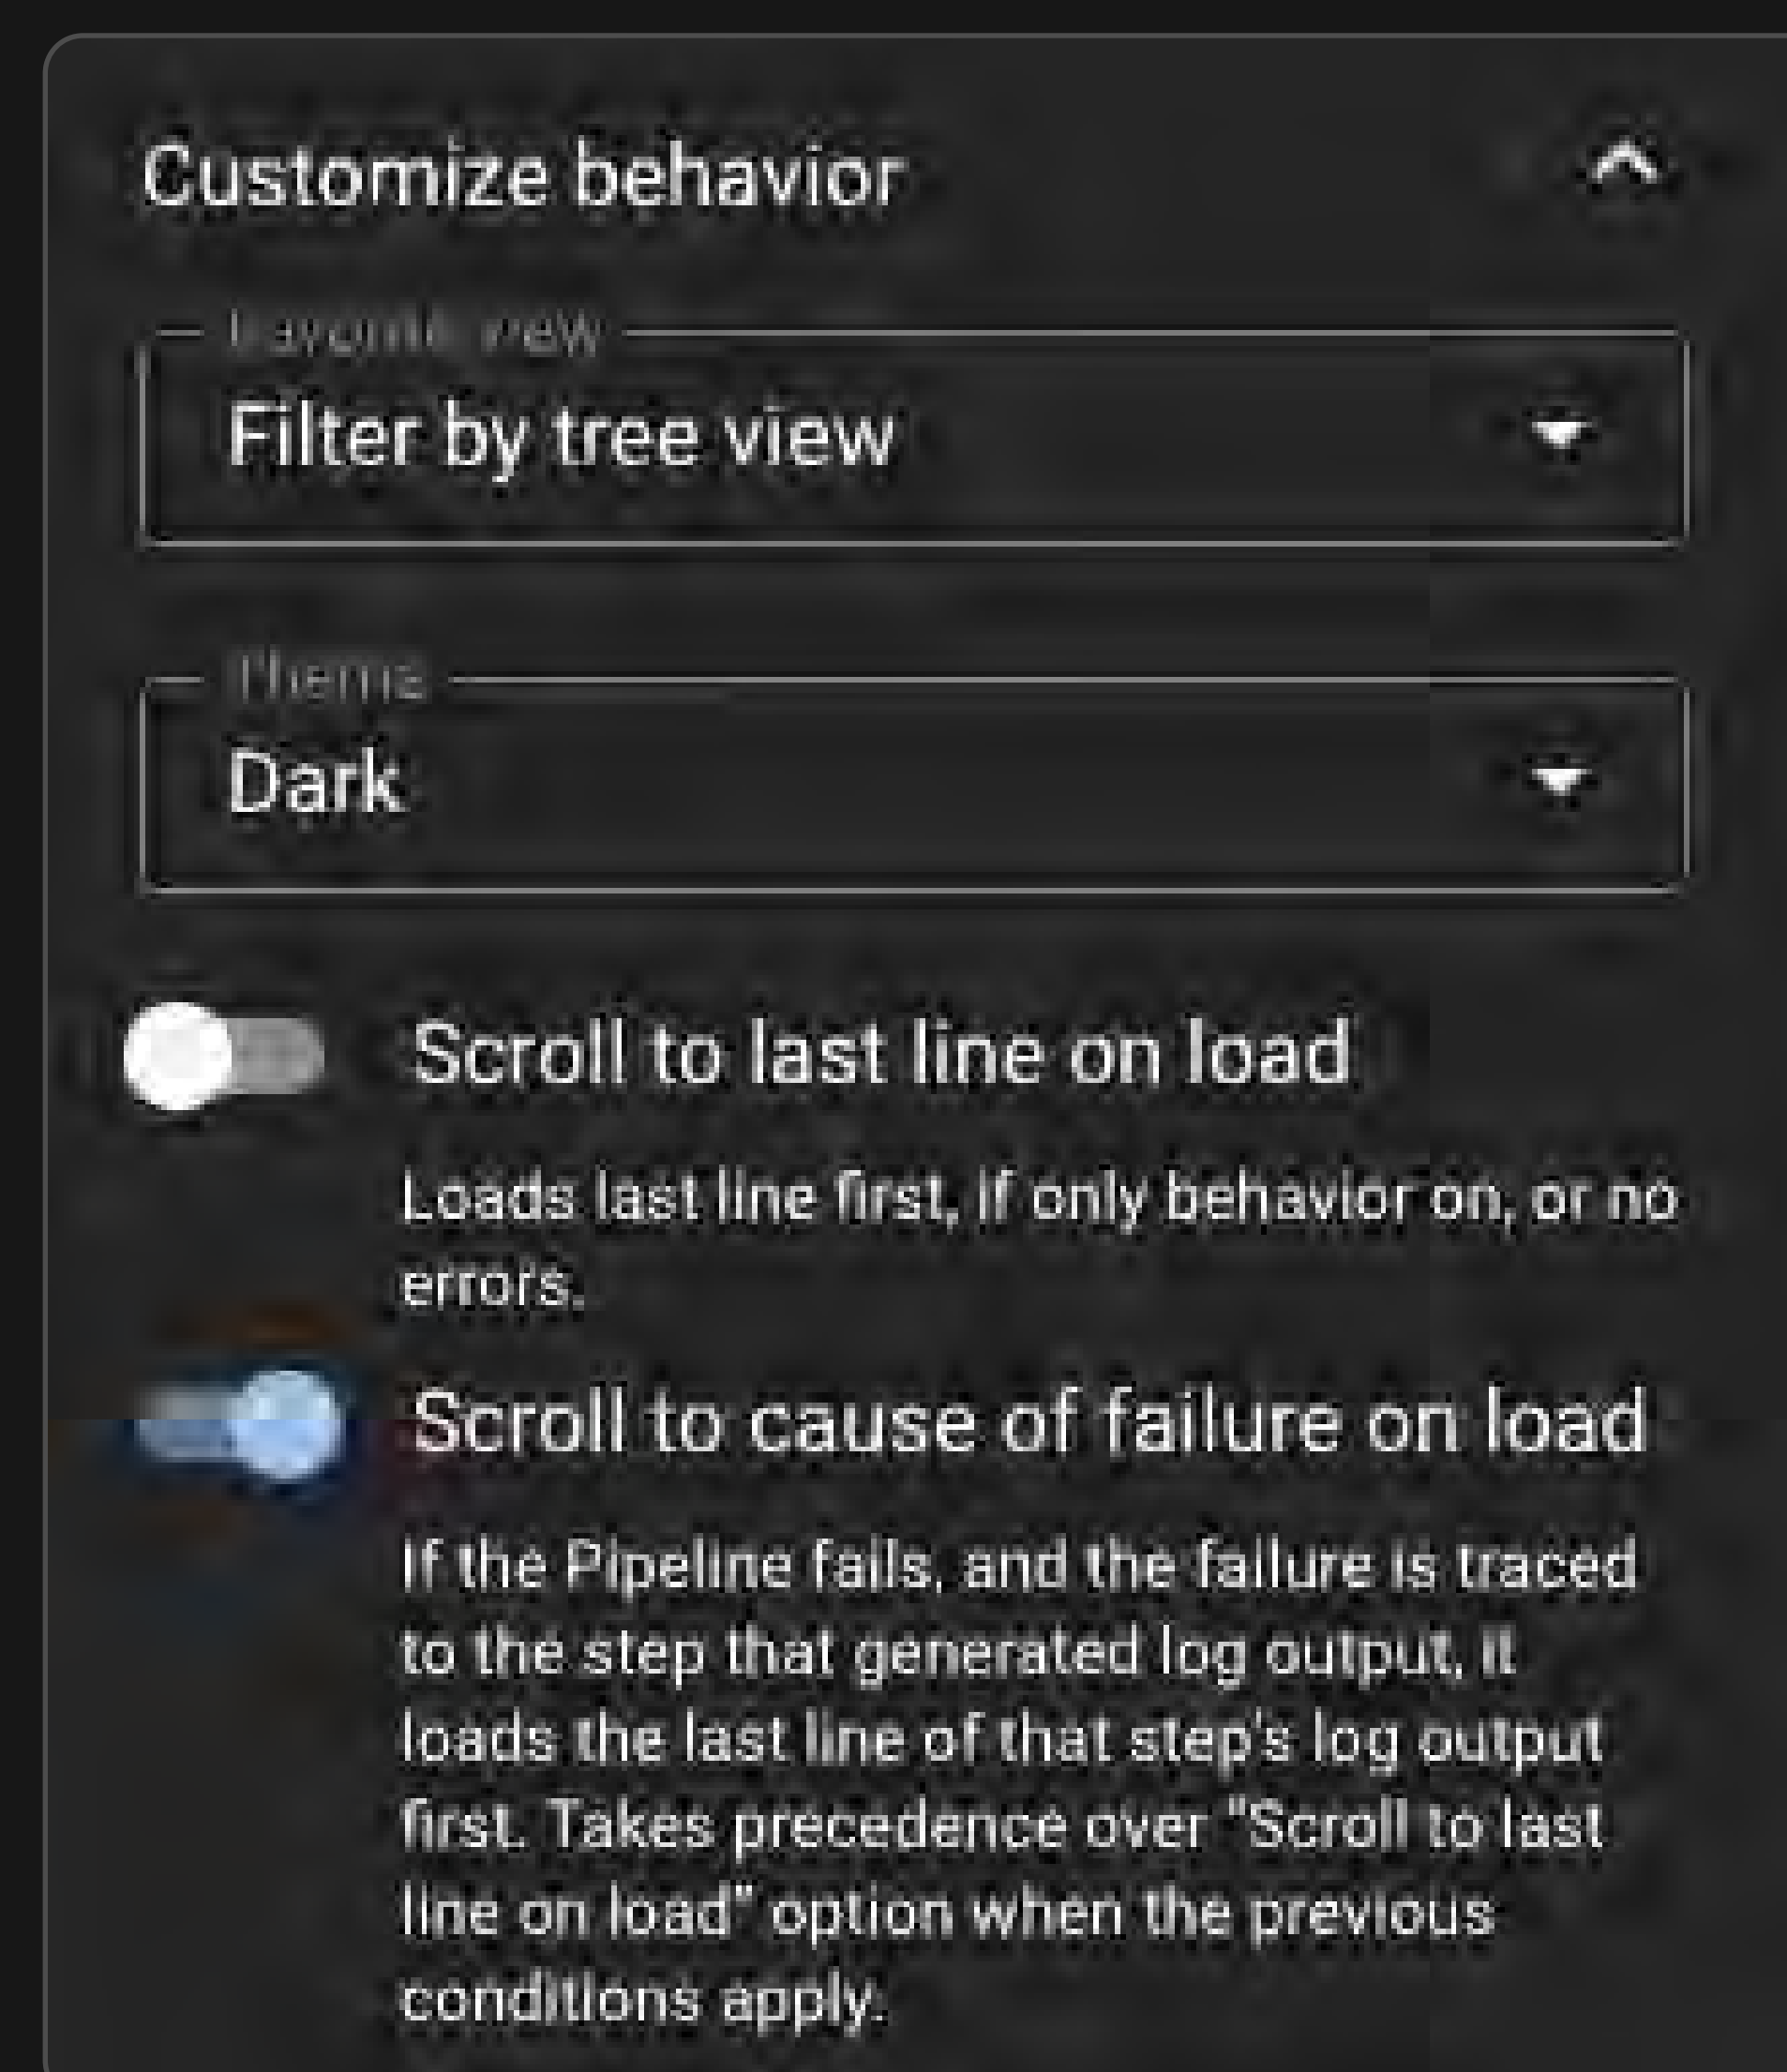 Customize behavior
Favorite view
Filter by tree view
Theme
Dark
Scroll to last line on load
Loads last line first, if only behavior on, or no
errors.
Scroll to cause of failure on load
If the Pipeline fails, and the failure is traced
to the step that generated log output, it
loads the last line of that step's log output
first. Takes precedence over "Scroll to last
line on load" option when the previous
conditions apply.